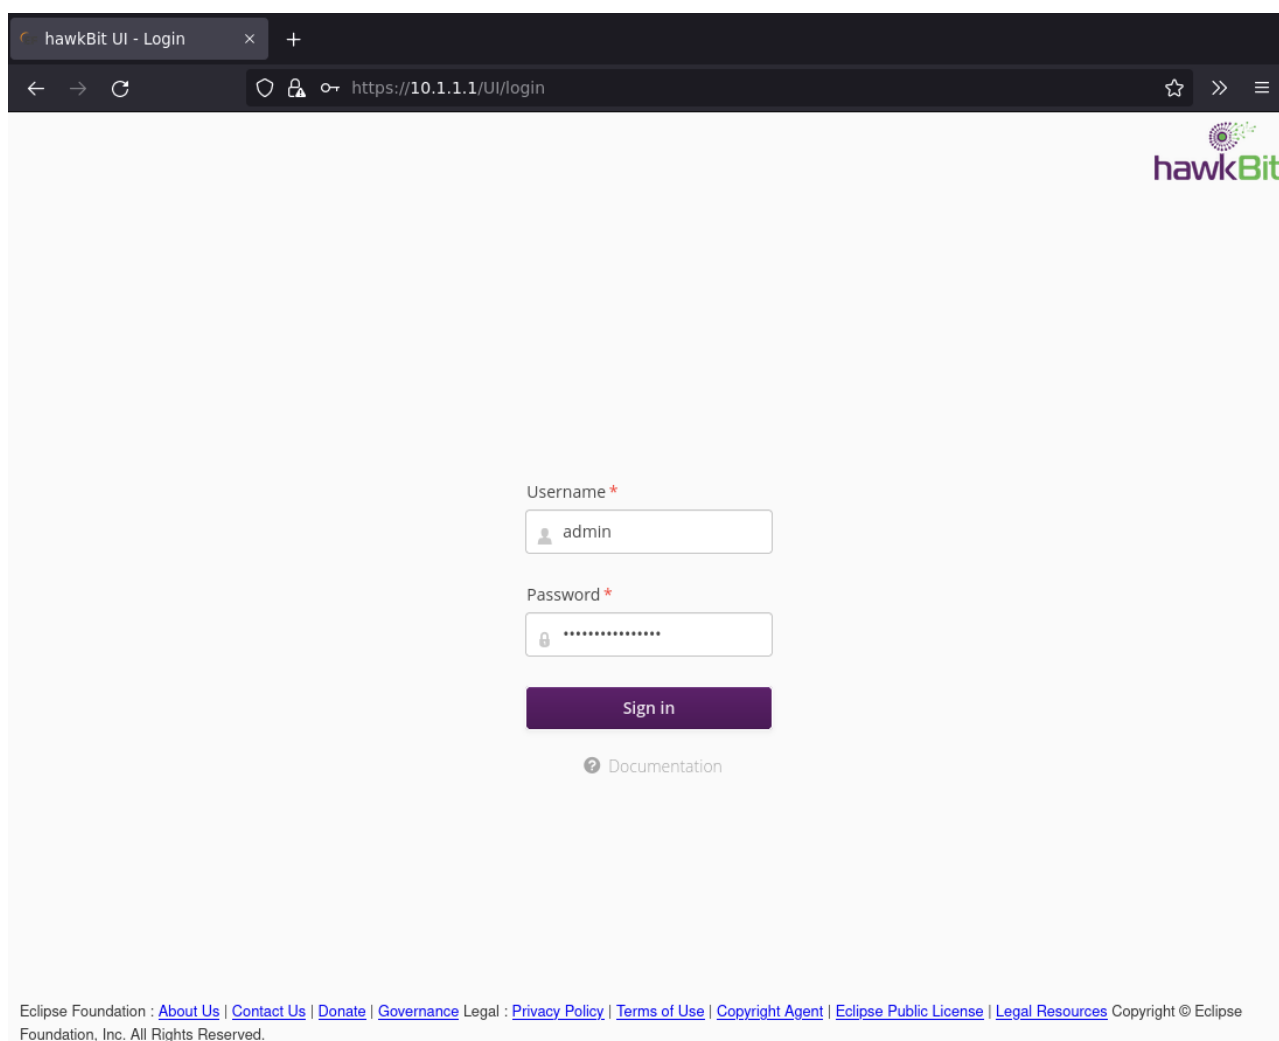 hawkBit UI - Login
https://10.1.1.1/UI/login
hawkBit
Username *
admin
Password *
••••••••••••••••
Sign in
Documentation
Eclipse Foundation : About Us | Contact Us | Donate | Governance Legal : Privacy Policy | Terms of Use | Copyright Agent | Eclipse Public License | Legal Resources Copyright © Eclipse
Foundation, Inc. All Rights Reserved.